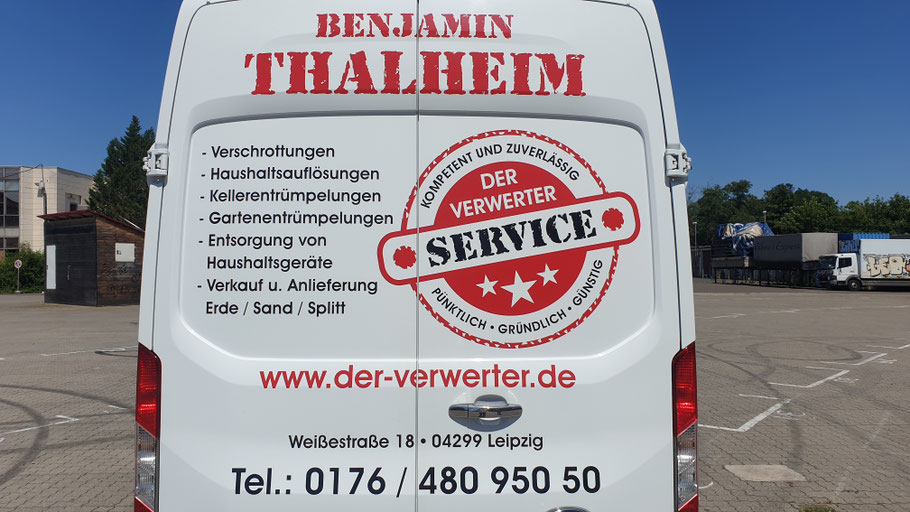 BENJAMIN
THALHEIM
- Verschrottungen
- Haushaltsauflösungen
- Kellerentrümpelungen
- Gartenentrümpelungen
- Entsorgung von
Haushaltsgeräte
- Verkauf u. Anlieferung
Erde / Sand / Splitt
KOMPETENT UND ZUVERLÄSSIG
DER
VERWERTER
SERVICE
PÜNKTLICH • GRÜNDLICH • GÜNSTIG
www.der-verwerter.de
Weißestraße 18 • 04299 Leipzig
Tel.: 0176 / 480 950 50